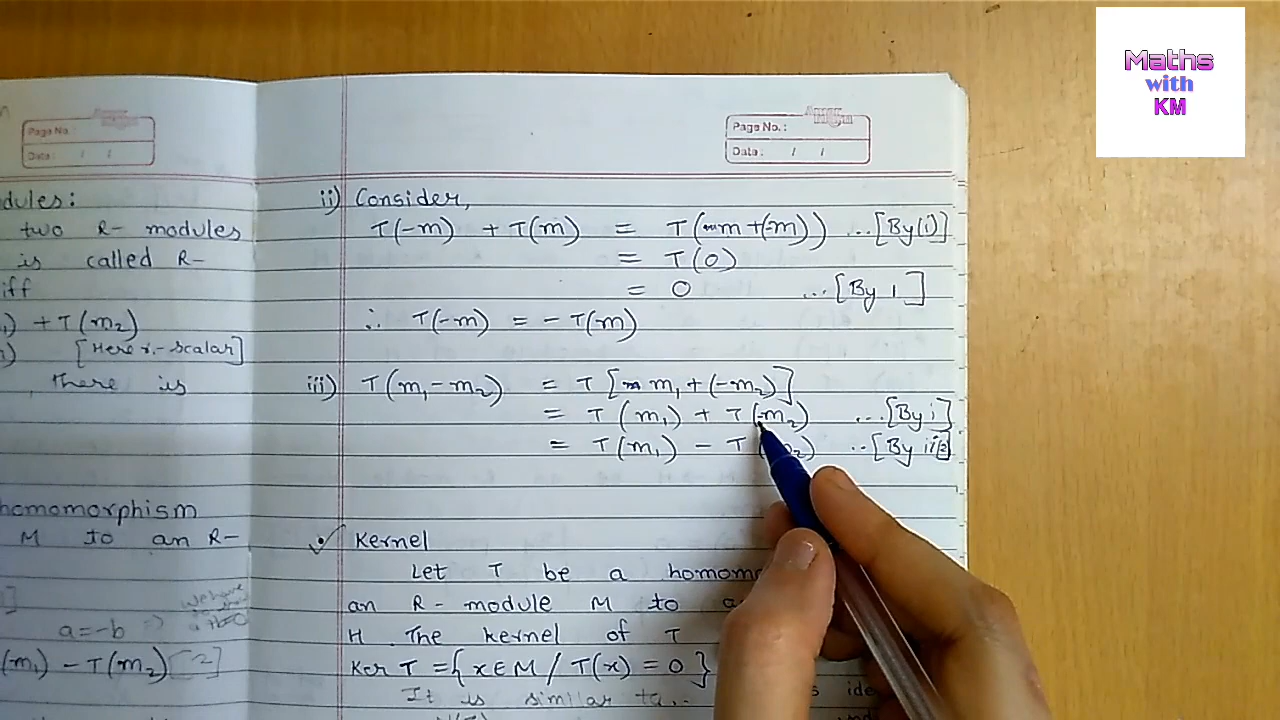 Maths
with
KM
Page No.:
Date: / /
dules:
two R- modules
is called R-
iff
) + T(m2)
) [Here r.-scalar]
There is
homomorphism
M to an R-
a=-b =>
(m1) - T(m2) [2]
Page No.:
Date: / /
ii) Consider,
T(-m) + T(m) = T(m+(-m)) ...[By(i)]
= T(0)
= 0 ...[By 1]
∴ T(-m) = -T(m)
iii) T(m1-m2) = T[m1+(-m2)]
= T(m1) + T(-m2) ...[By i]
= T(m1) - T(m2) ..[By ii]
Kernel
Let T be a homomo
an R- module M to a
H The kernel of T
Ker T ={x∈M / T(x) = 0}
It is similar to..
s ide